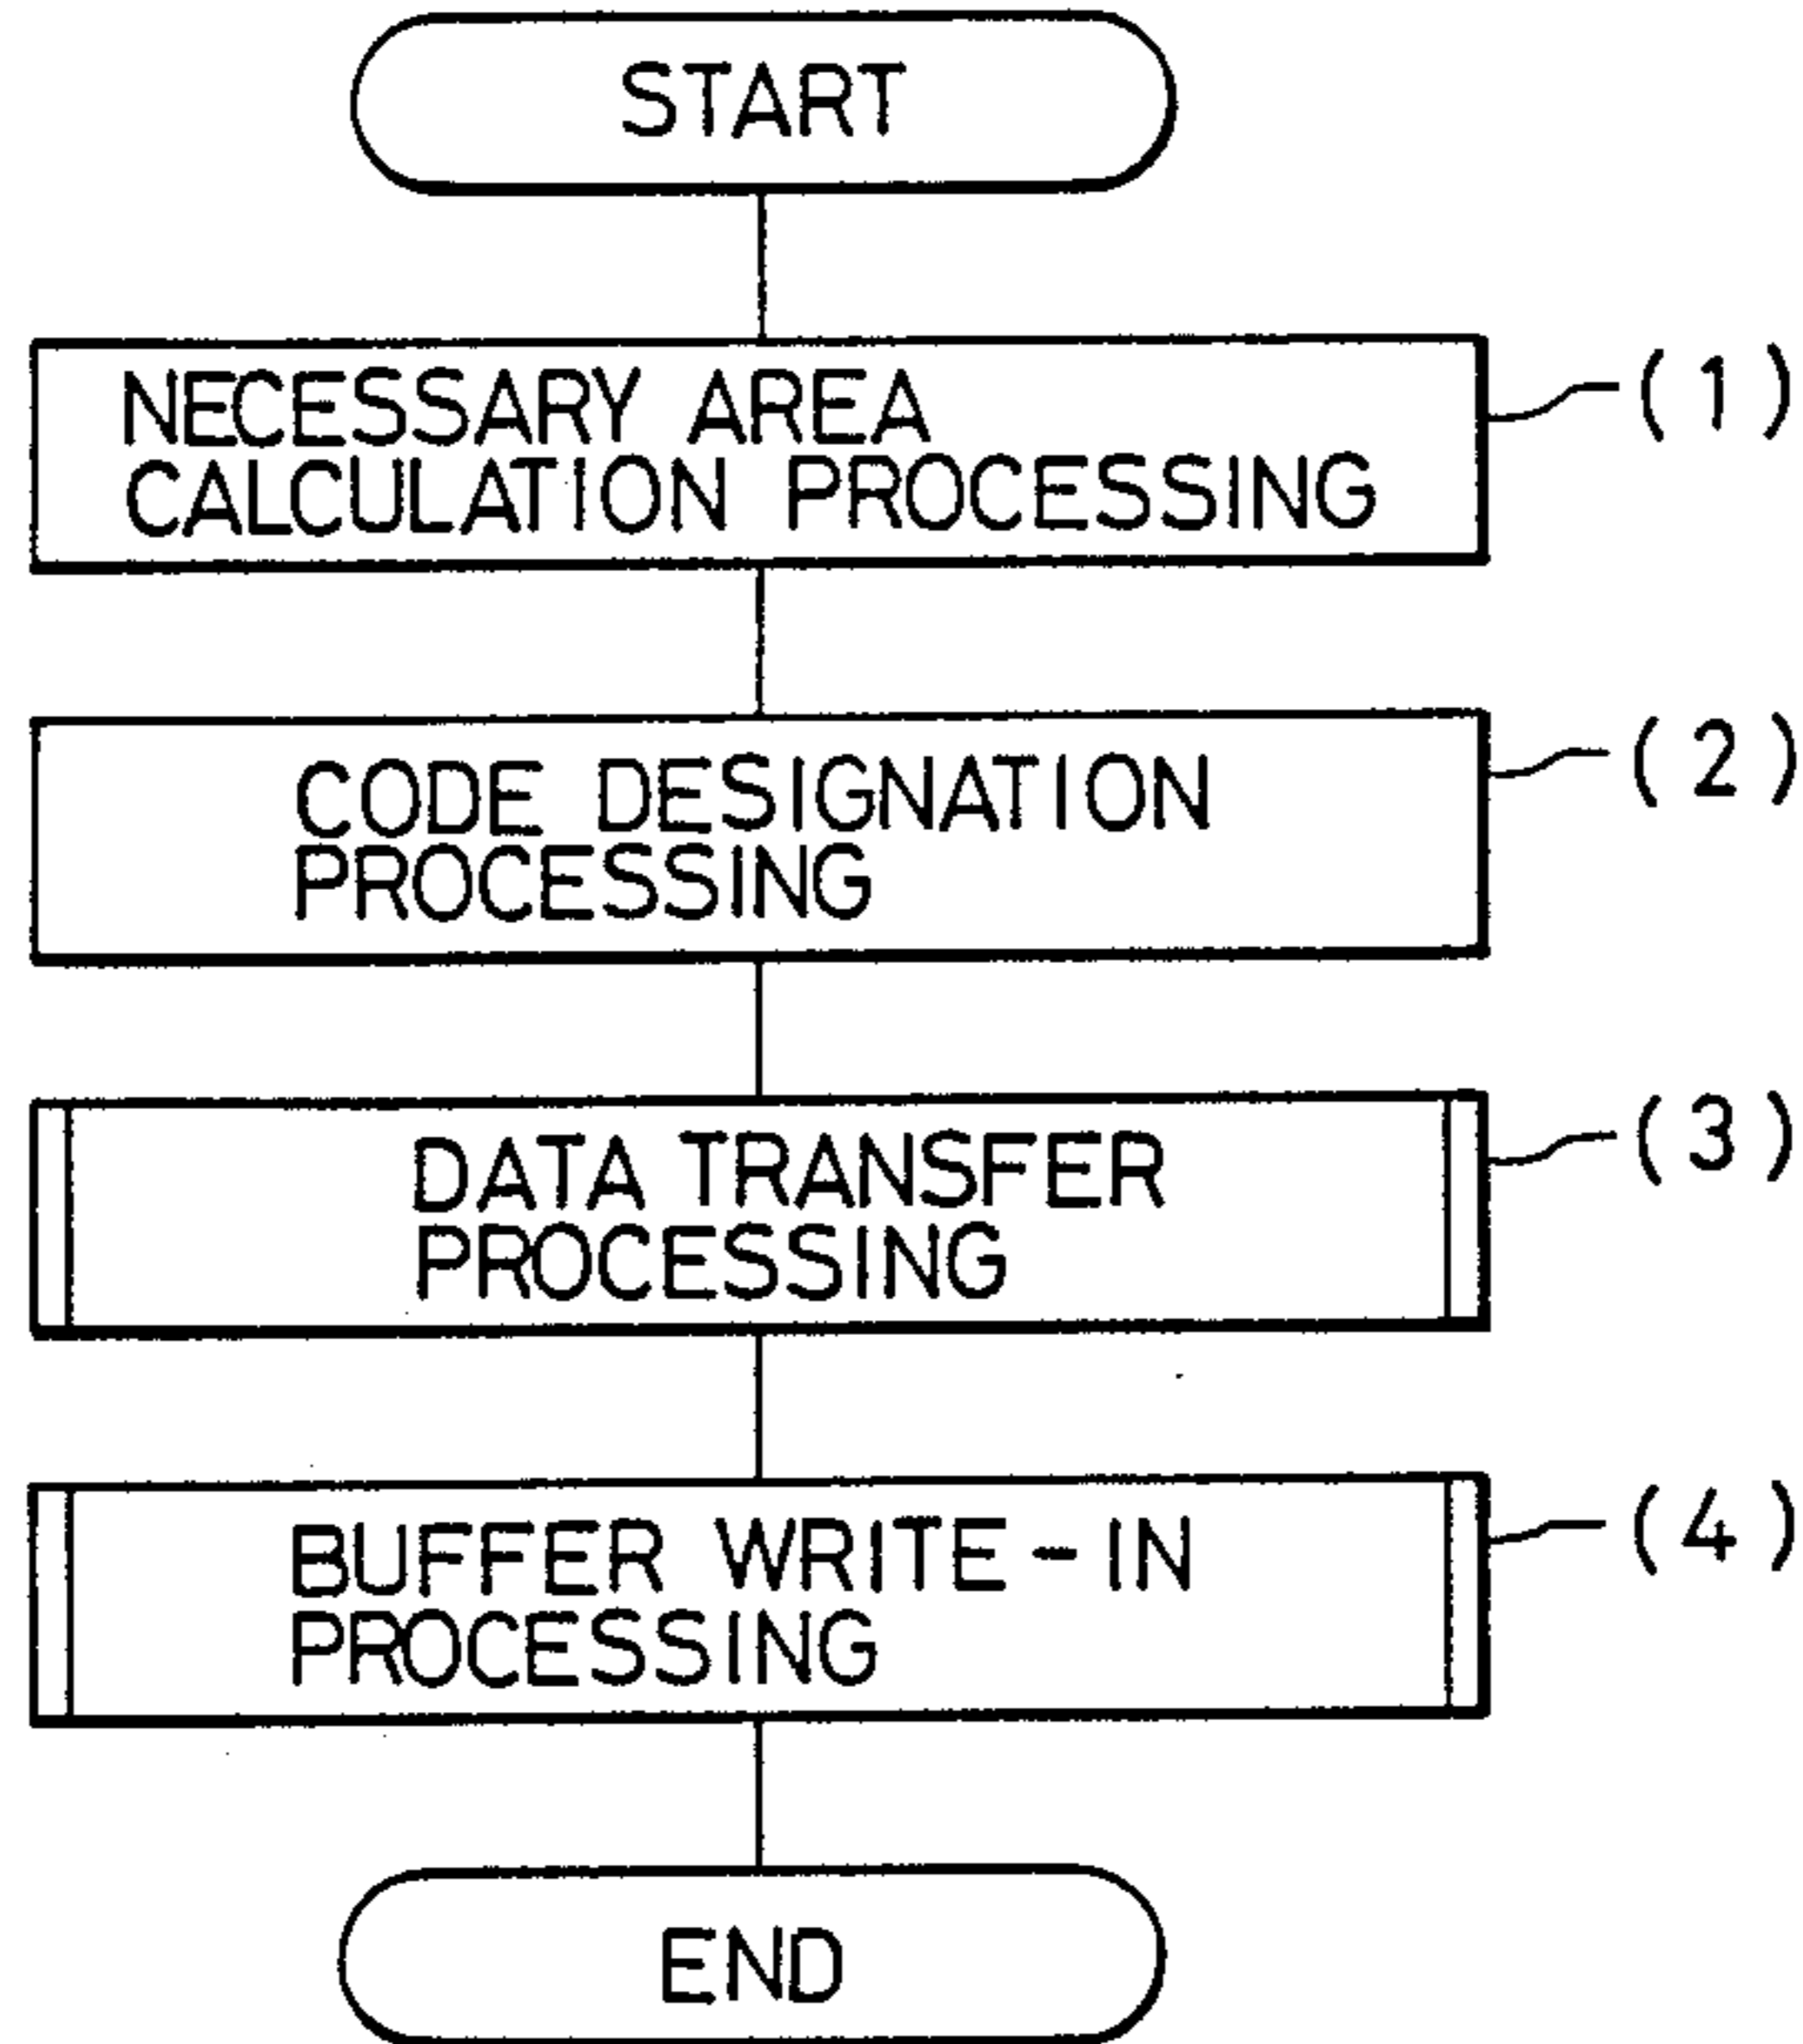 START
NECESSARY AREA
CALCULATION PROCESSING
(1)
CODE DESIGNATION
PROCESSING
(2)
DATA TRANSFER
PROCESSING
(3)
BUFFER WRITE-IN
PROCESSING
(4)
END